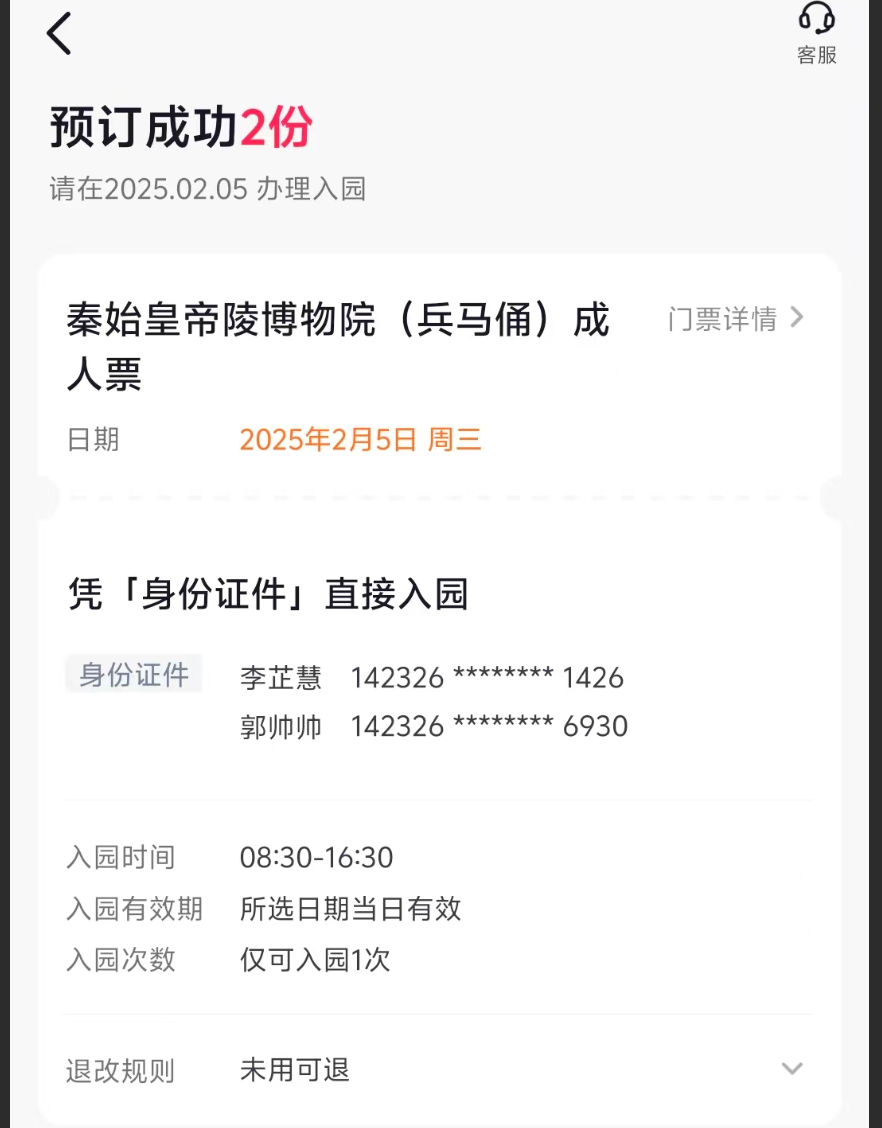 客服
预订成功2份
请在2025.02.05 办理入园
秦始皇帝陵博物院（兵马俑）成
人票
门票详情
日期 2025年2月5日 周三
凭「身份证件」直接入园
身份证件 李芷慧 142326 ******** 1426
郭帅帅 142326 ******** 6930
入园时间 08:30-16:30
入园有效期 所选日期当日有效
入园次数 仅可入园1次
退改规则 未用可退